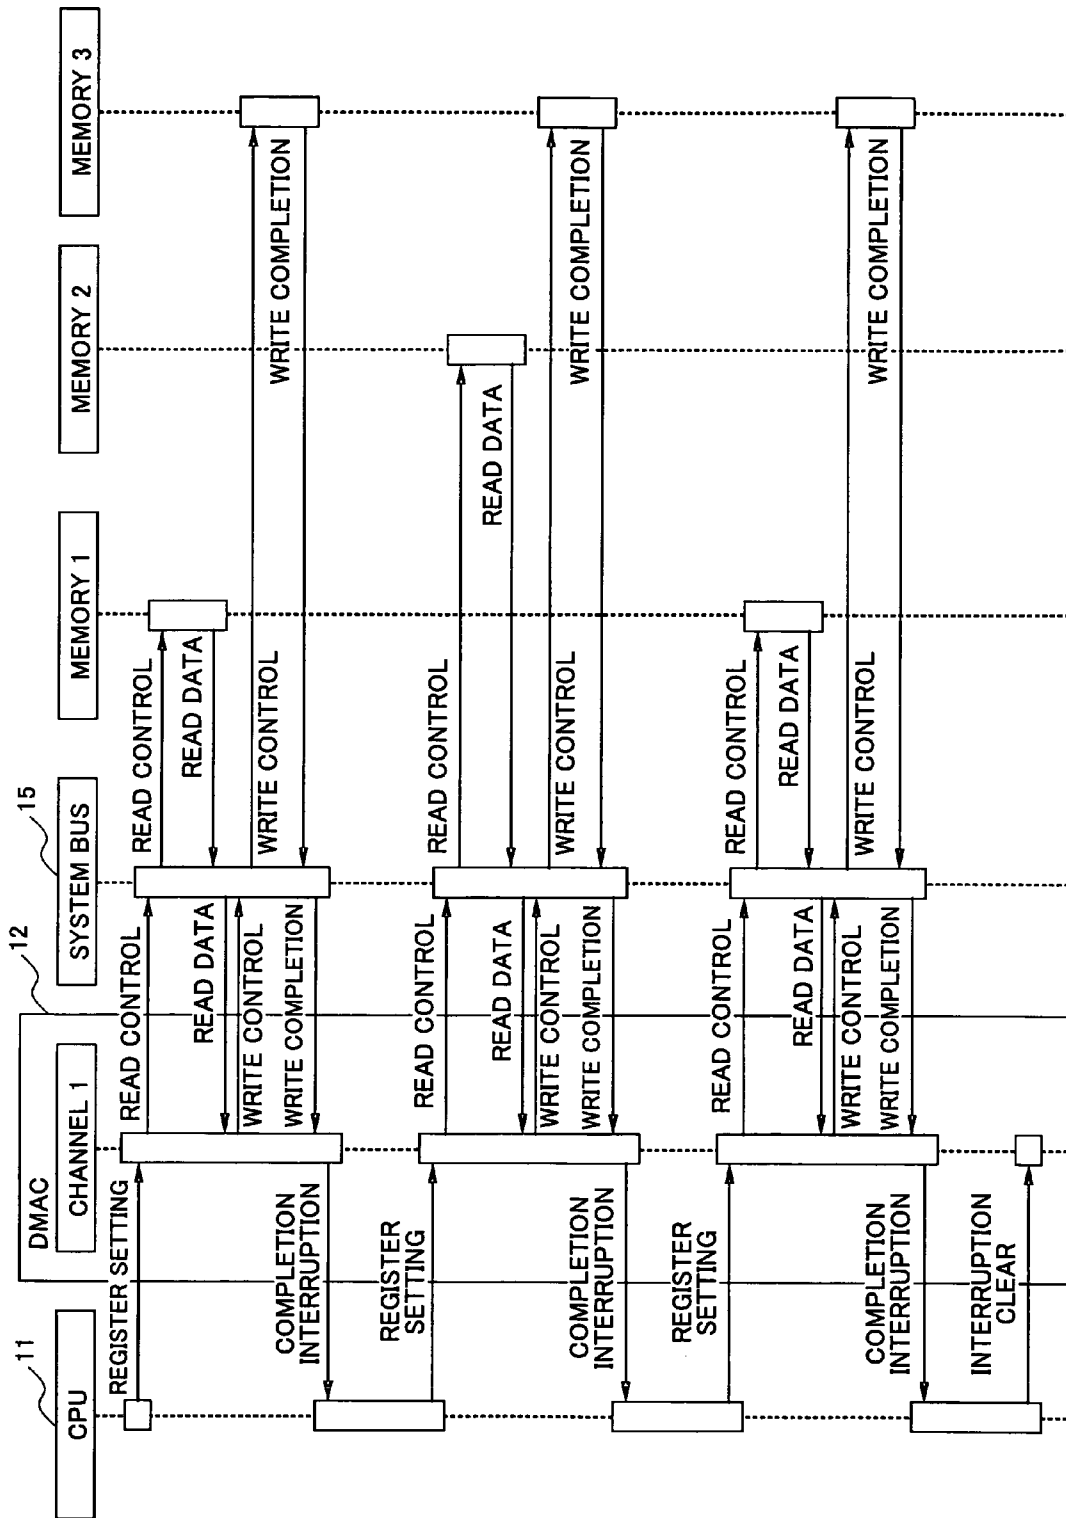 11
12
15
CPU
DMAC
CHANNEL 1
SYSTEM BUS
MEMORY 1
MEMORY 2
MEMORY 3
REGISTER SETTING
READ CONTROL
READ CONTROL
READ DATA
READ DATA
WRITE CONTROL
WRITE CONTROL
WRITE COMPLETION
WRITE COMPLETION
COMPLETION
INTERRUPTION
REGISTER
SETTING
READ CONTROL
READ CONTROL
READ DATA
READ DATA
WRITE CONTROL
WRITE CONTROL
WRITE COMPLETION
WRITE COMPLETION
COMPLETION
INTERRUPTION
REGISTER
SETTING
READ CONTROL
READ CONTROL
READ DATA
READ DATA
WRITE CONTROL
WRITE CONTROL
WRITE COMPLETION
WRITE COMPLETION
COMPLETION
INTERRUPTION
INTERRUPTION
CLEAR